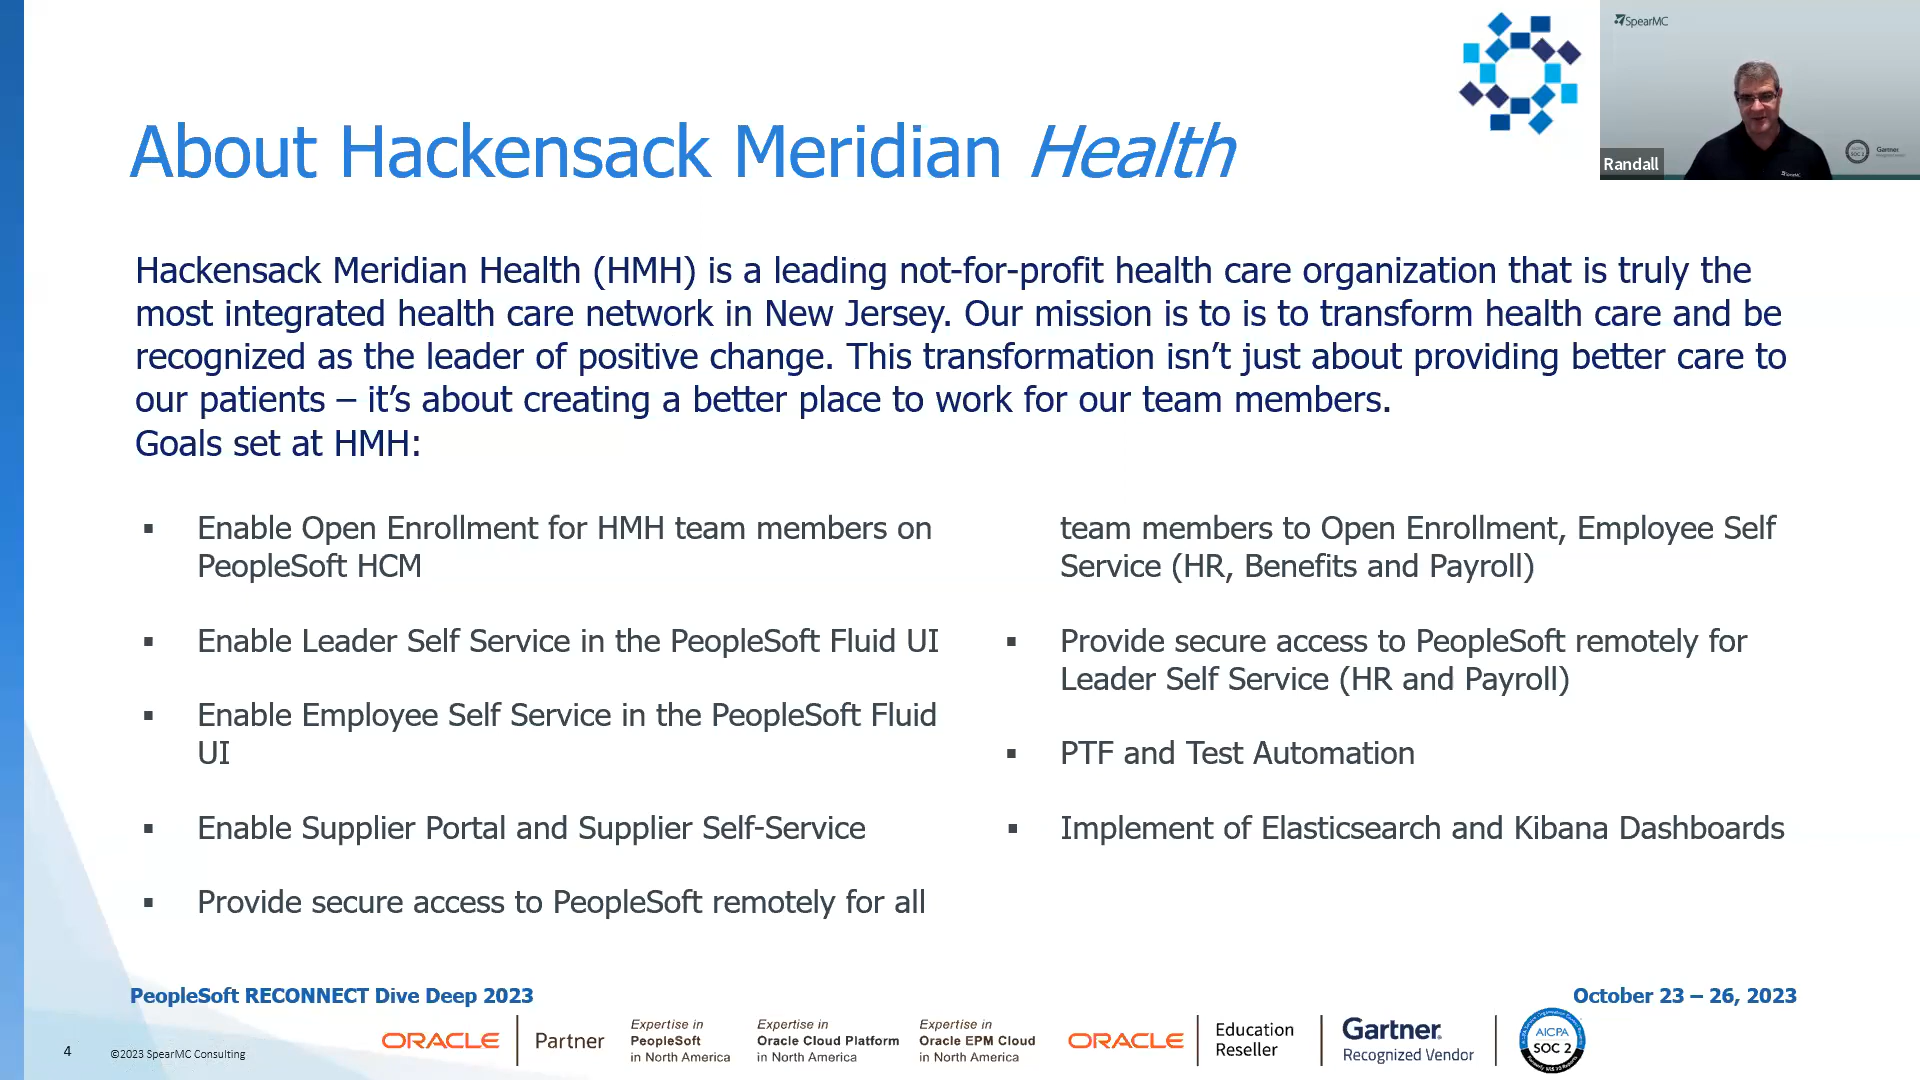 SpearMC
Randall
About Hackensack Meridian Health
Hackensack Meridian Health (HMH) is a leading not-for-profit health care organization that is truly the
most integrated health care network in New Jersey. Our mission is to is to transform health care and be
recognized as the leader of positive change. This transformation isn’t just about providing better care to
our patients – it’s about creating a better place to work for our team members.
Goals set at HMH:
▪ Enable Open Enrollment for HMH team members on
PeopleSoft HCM
▪ Enable Leader Self Service in the PeopleSoft Fluid UI
▪ Enable Employee Self Service in the PeopleSoft Fluid
UI
▪ Enable Supplier Portal and Supplier Self-Service
▪ Provide secure access to PeopleSoft remotely for all
team members to Open Enrollment, Employee Self
Service (HR, Benefits and Payroll)
▪ Provide secure access to PeopleSoft remotely for
Leader Self Service (HR and Payroll)
▪ PTF and Test Automation
▪ Implement of Elasticsearch and Kibana Dashboards
PeopleSoft RECONNECT Dive Deep 2023
October 23 – 26, 2023
4
©2023 SpearMC Consulting
ORACLE
Partner
Expertise in
PeopleSoft
in North America
Expertise in
Oracle Cloud Platform
in North America
Expertise in
Oracle EPM Cloud
in North America
ORACLE
Education
Reseller
Gartner
Recognized Vendor
AICPA
SOC 2
Gartner